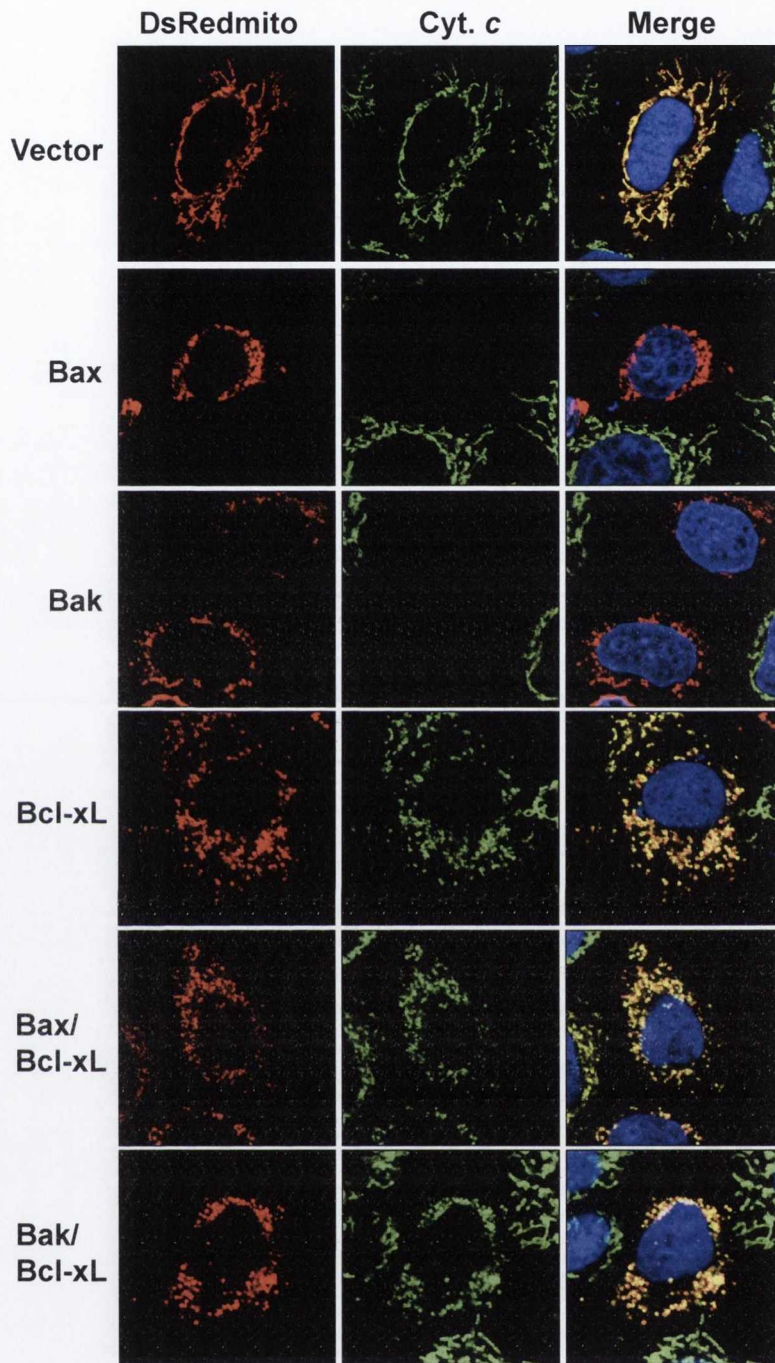 DsRedmito Cyt. c Merge
Vector
Bax
Bak
Bcl-xL
Bax/
Bcl-xL
Bak/
Bcl-xL